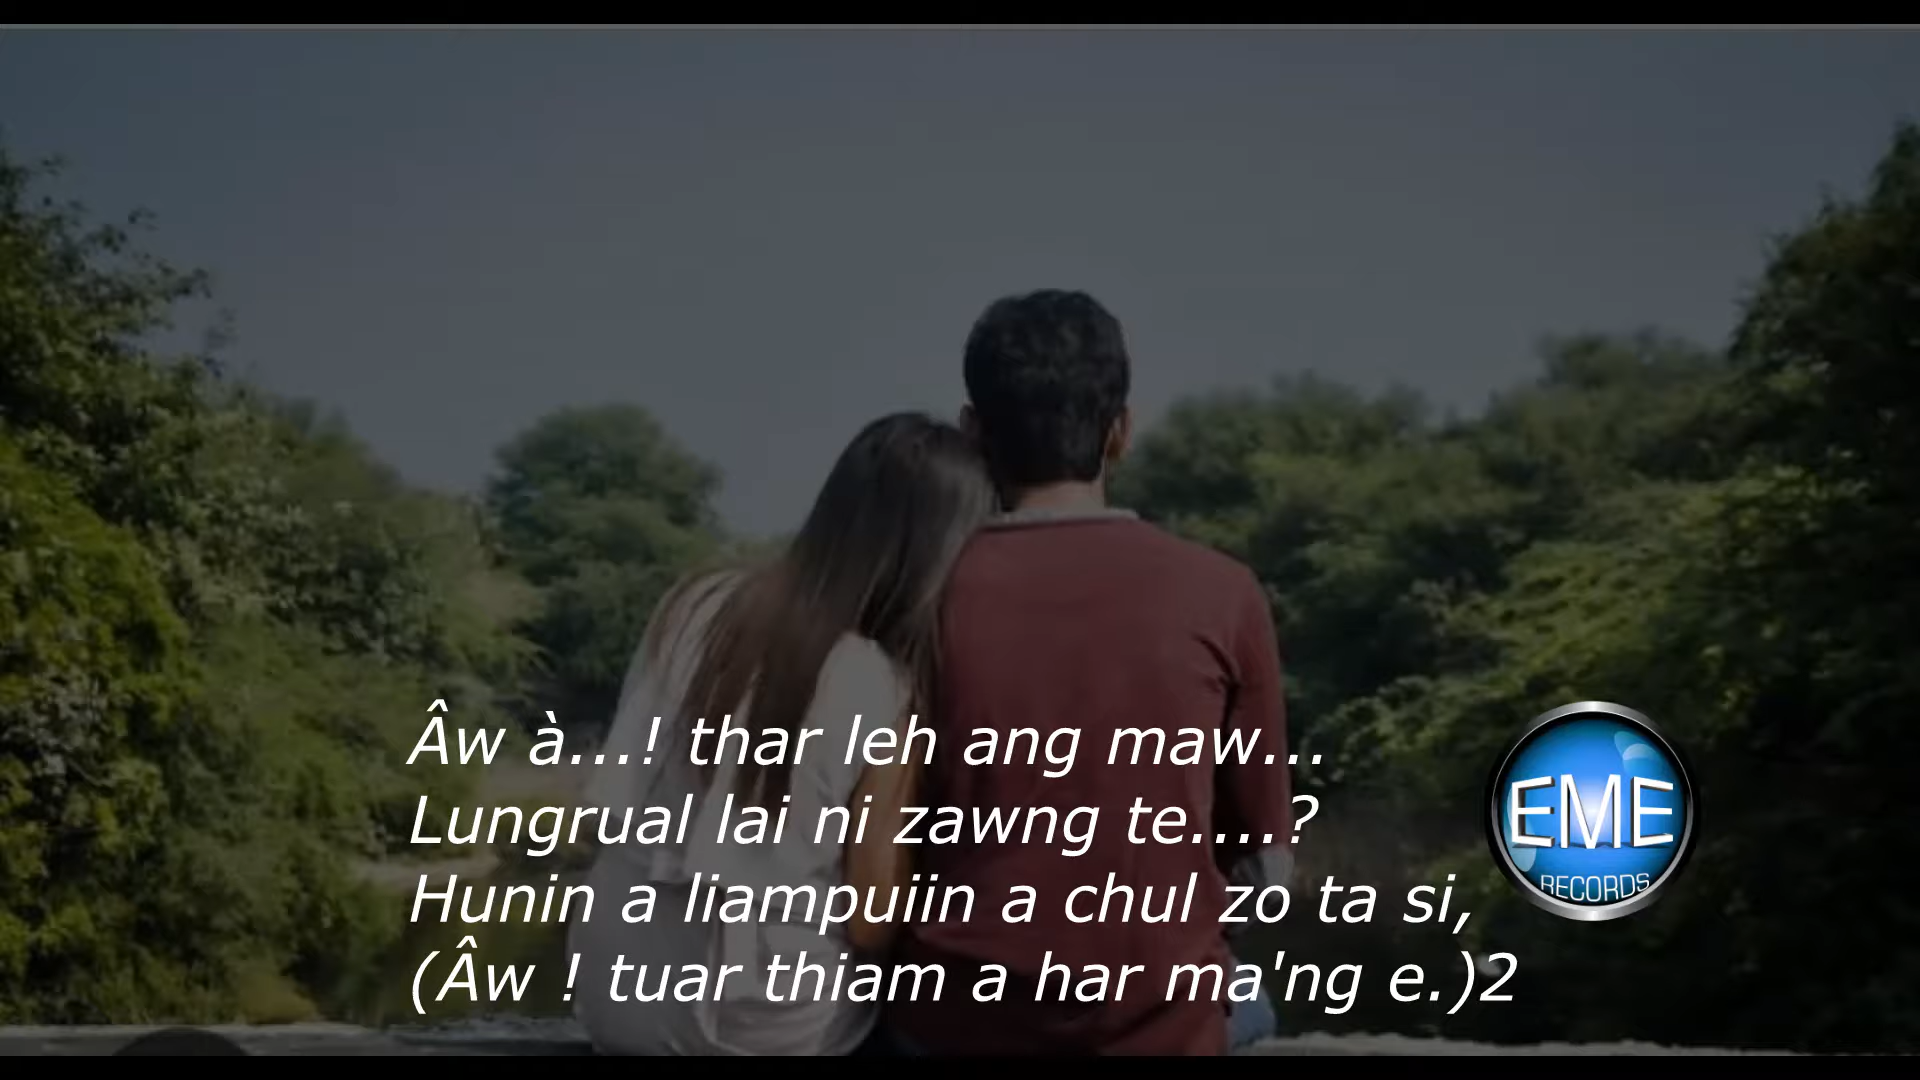 Âw à...! thar leh ang maw...
Lungrual lai ni zawng te....?
Hunin a liampuiin a chul zo ta si,
(Âw ! tuar thiam a har ma'ng e.)2
EME
RECORDS